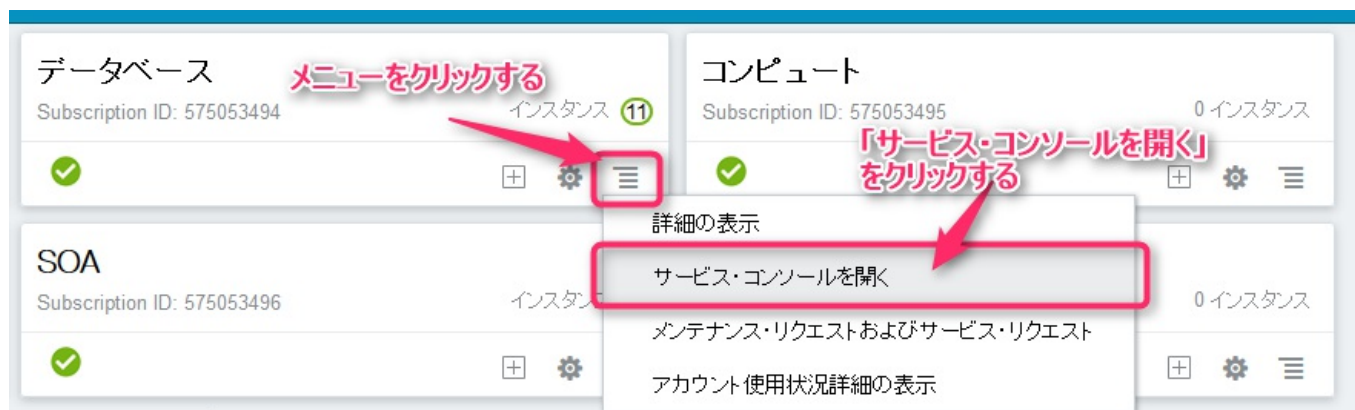 データベース
メニューをクリックする
Subscription ID: 575053494
インスタンス 11
コンピュート
Subscription ID: 575053495
0 インスタンス
「サービス・コンソールを開く」
をクリックする
詳細の表示
サービス・コンソールを開く
メンテナンス・リクエストおよびサービス・リクエスト
アカウント使用状況詳細の表示
SOA
Subscription ID: 575053496
インスタン
0 インスタンス